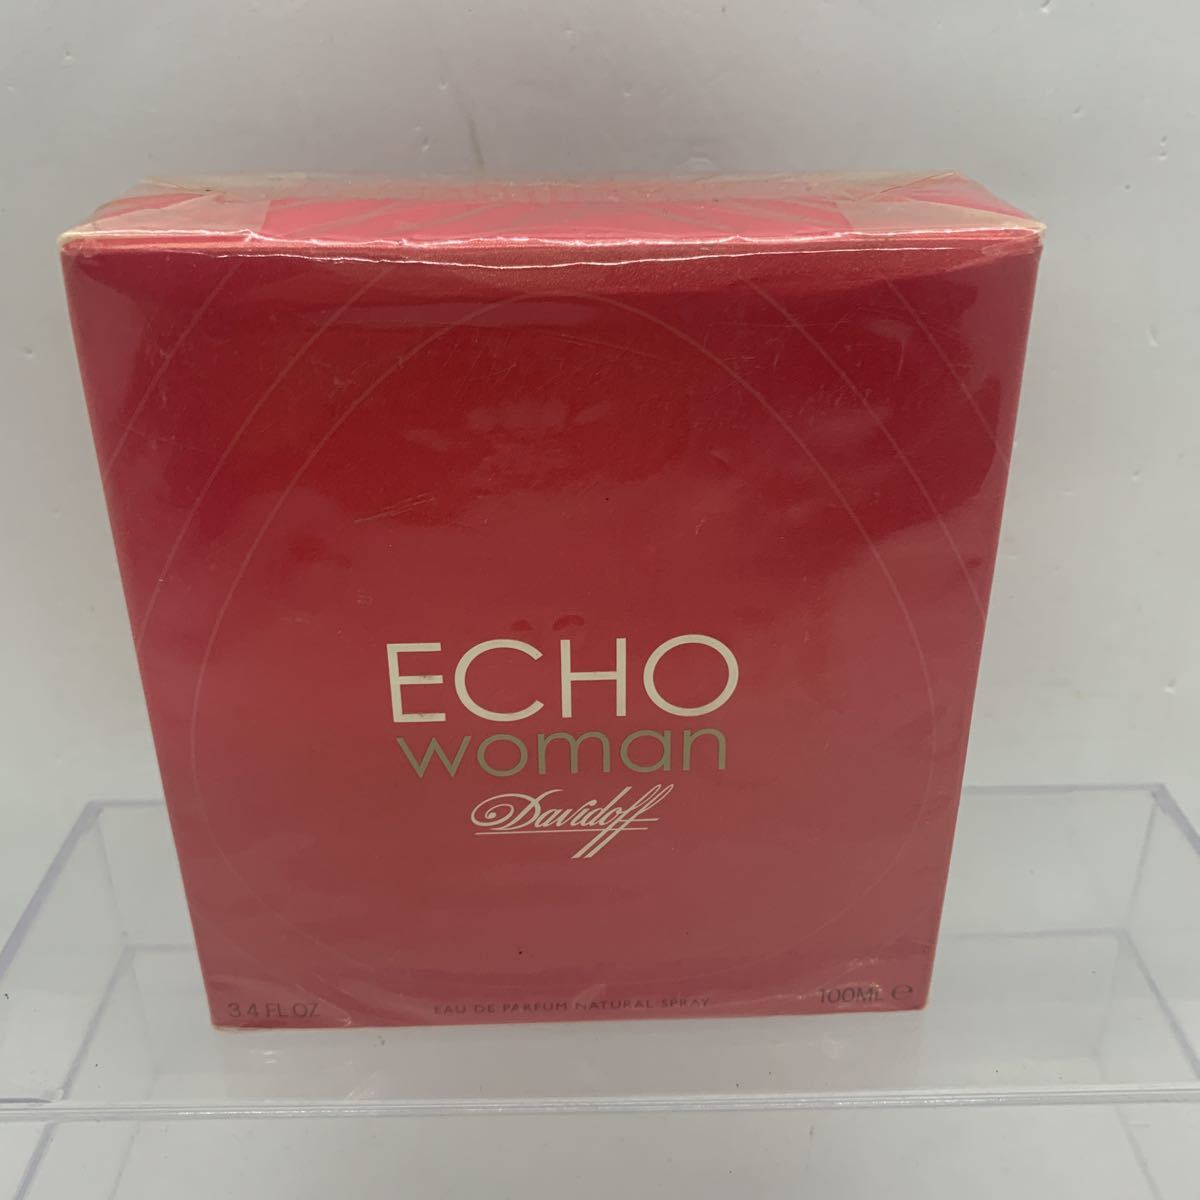 ECHO
woman
Davidoff
3.4 FL.OZ
EAU DE PARFUM NATURAL SPRAY
100ML ℮